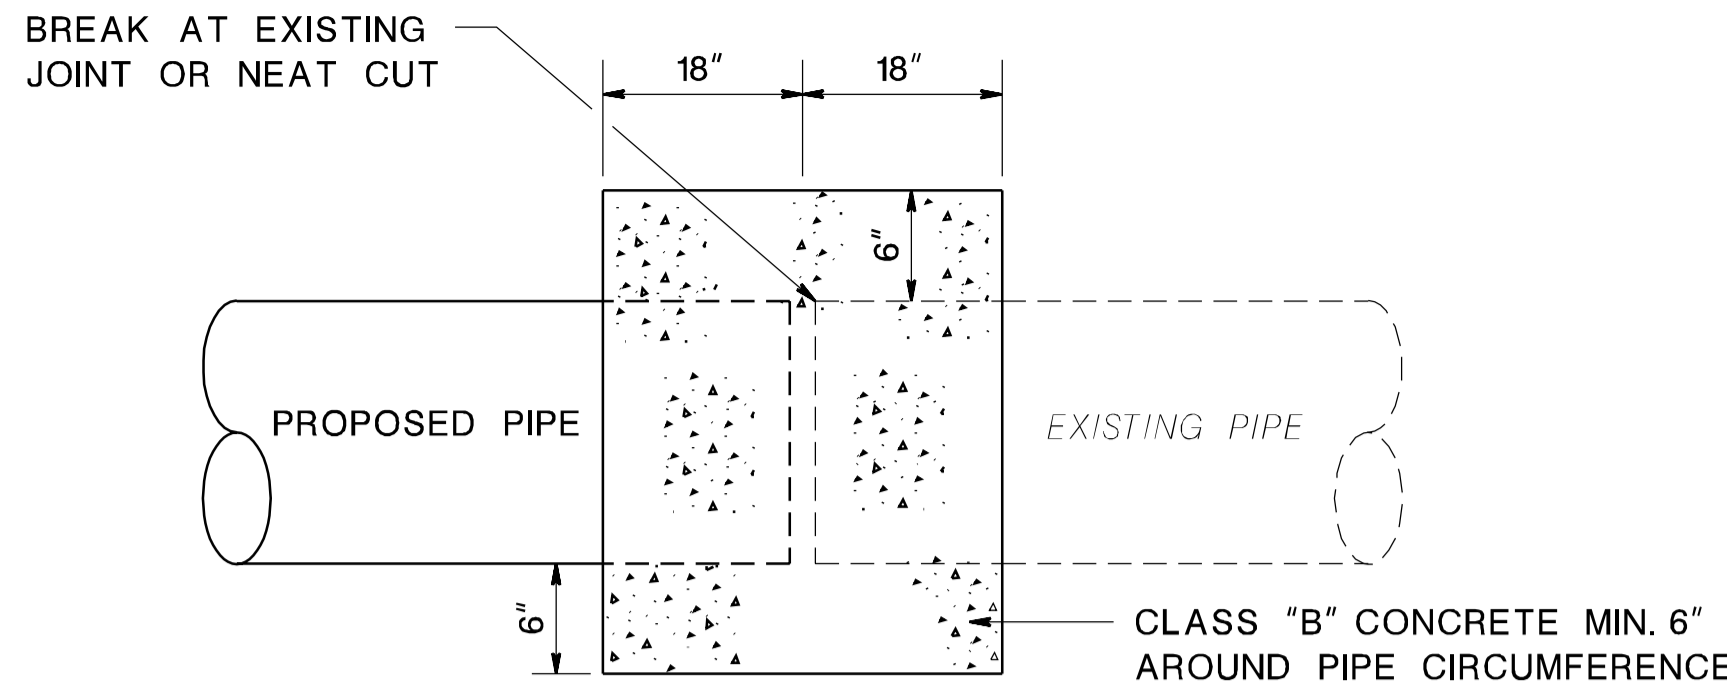 BREAK AT EXISTING
JOINT OR NEAT CUT
18"
18"
6"
PROPOSED PIPE
EXISTING PIPE
6"
CLASS "B" CONCRETE MIN. 6"
AROUND PIPE CIRCUMFERENCE